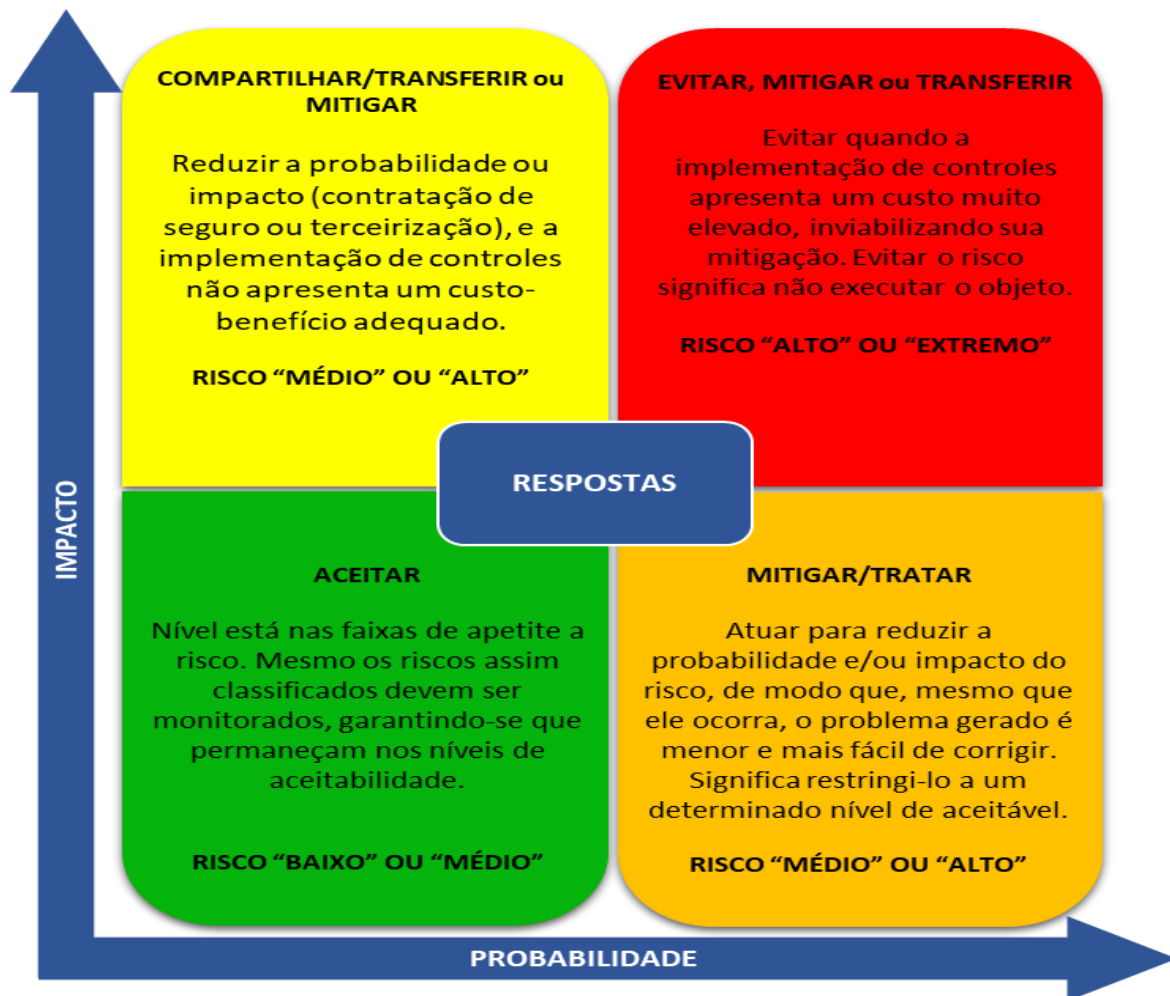 COMPARTILHAR/TRANSFERIR ou
MITIGAR
Reduzir a probabilidade ou
impacto (contratação de
seguro ou terceirização), e a
implementação de controles
não apresenta um custo-
benefício adequado.
RISCO “MÉDIO” OU “ALTO”
EVITAR, MITIGAR ou TRANSFERIR
Evitar quando a
implementação de controles
apresenta um custo muito
elevado, inviabilizando sua
mitigação. Evitar o risco
significa não executar o objeto.
RISCO “ALTO” OU “EXTREMO”
IMPACTO
RESPOSTAS
ACEITAR
Nível está nas faixas de apetite a
risco. Mesmo os riscos assim
classificados devem ser
monitorados, garantindo-se que
permaneçam nos níveis de
aceitabilidade.
RISCO “BAIXO” OU “MÉDIO”
MITIGAR/TRATAR
Atuar para reduzir a
probabilidade e/ou impacto do
risco, de modo que, mesmo que
ele ocorra, o problema gerado é
menor e mais fácil de corrigir.
Significa restringi-lo a um
determinado nível de aceitável.
RISCO “MÉDIO” OU “ALTO”
PROBABILIDADE